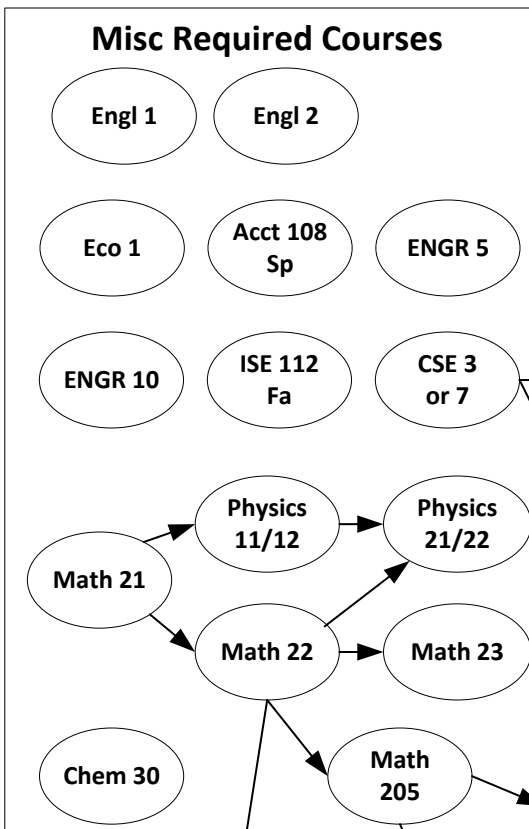 Misc Required Courses
Engl 1
Engl 2
Eco 1
Acct 108
Sp
ENGR 5
ENGR 10
ISE 112
Fa
CSE 3
or 7
Physics
11/12
Physics
21/22
Math 21
Math 22
Math 23
Chem 30
Math
205